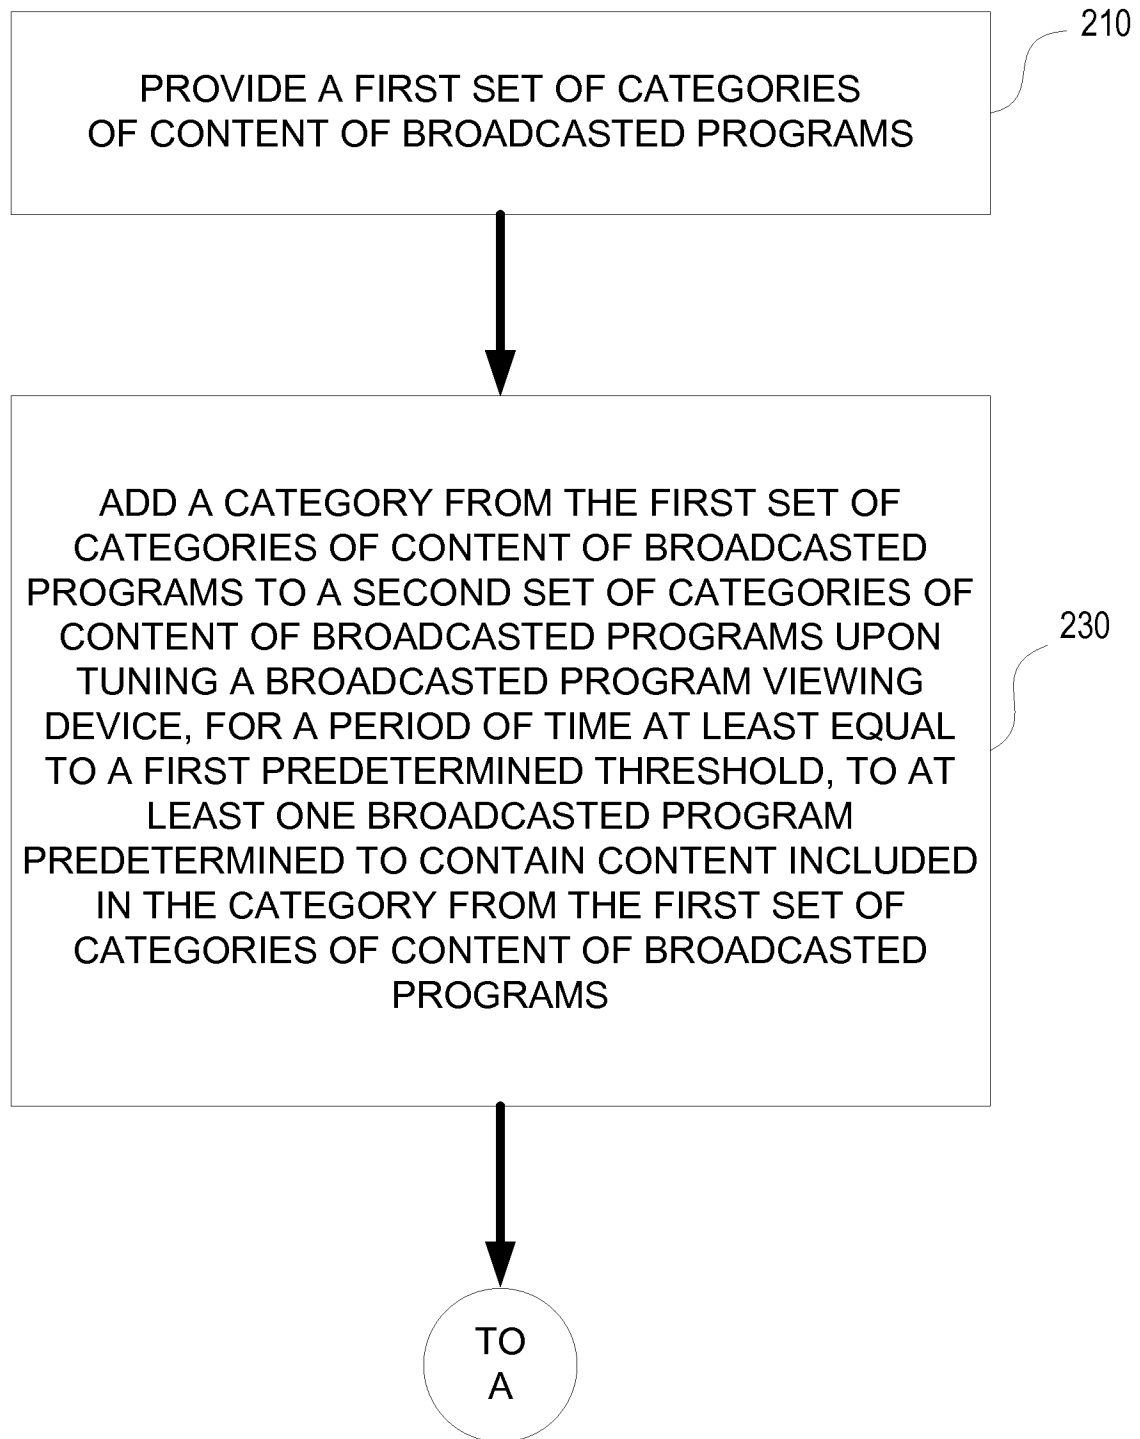 210
PROVIDE A FIRST SET OF CATEGORIES
OF CONTENT OF BROADCASTED PROGRAMS
ADD A CATEGORY FROM THE FIRST SET OF
CATEGORIES OF CONTENT OF BROADCASTED
PROGRAMS TO A SECOND SET OF CATEGORIES OF
CONTENT OF BROADCASTED PROGRAMS UPON
TUNING A BROADCASTED PROGRAM VIEWING
DEVICE, FOR A PERIOD OF TIME AT LEAST EQUAL
TO A FIRST PREDETERMINED THRESHOLD, TO AT
LEAST ONE BROADCASTED PROGRAM
PREDETERMINED TO CONTAIN CONTENT INCLUDED
IN THE CATEGORY FROM THE FIRST SET OF
CATEGORIES OF CONTENT OF BROADCASTED
PROGRAMS
230
TO
A